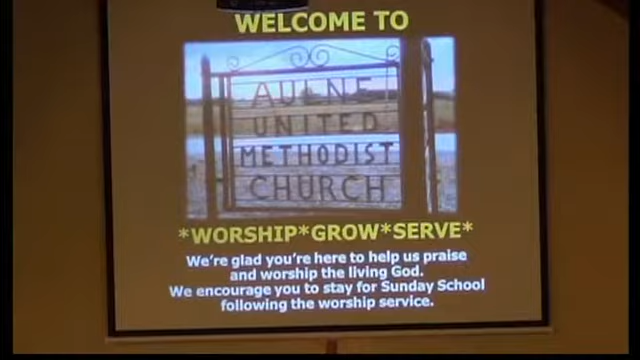 WELCOME TO
AULNE
UNITED
METHODIST
CHURCH
*WORSHIP*GROW*SERVE*
We're glad you're here to help us praise
and worship the living God.
We encourage you to stay for Sunday School
following the worship service.